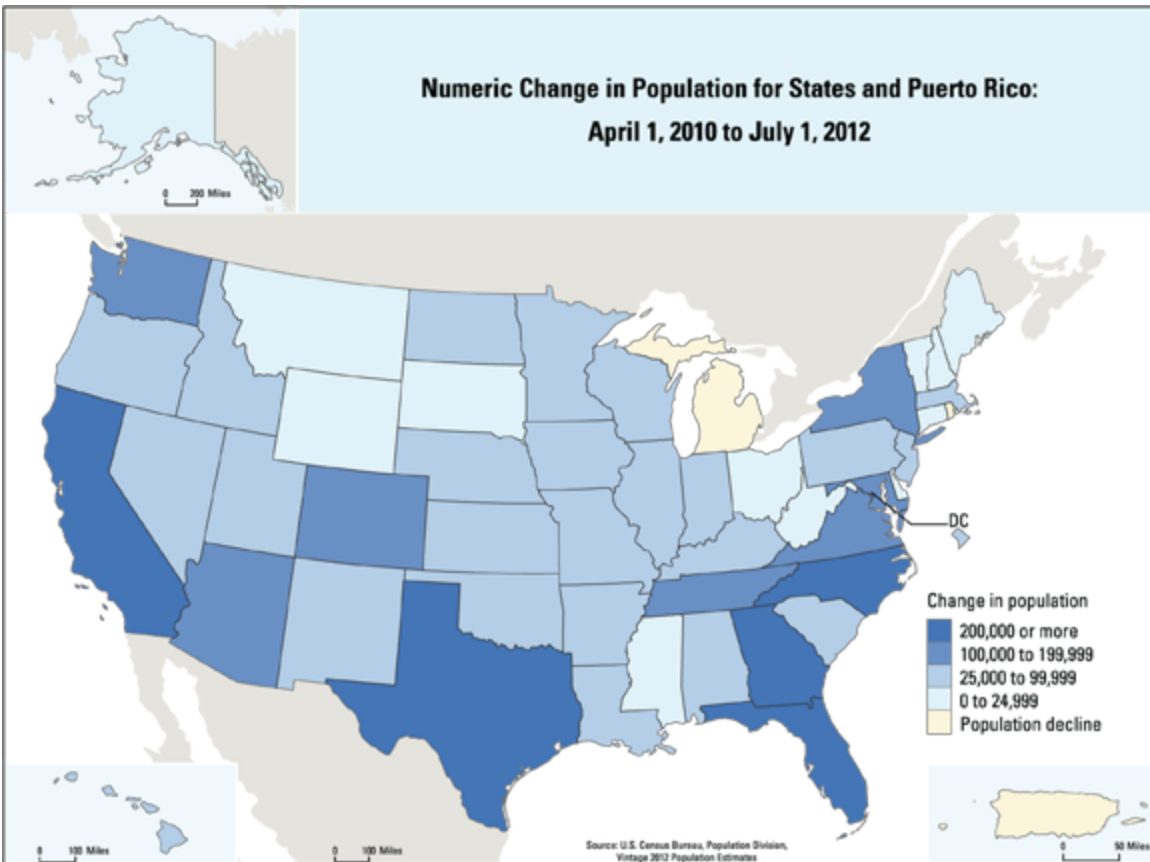 Numeric Change in Population for States and Puerto Rico:
April 1, 2010 to July 1, 2012
0 200 Miles
DC
Change in population
200,000 or more
100,000 to 199,999
25,000 to 99,999
0 to 24,999
Population decline
0 100 Miles
0 100 Miles
Source: U.S. Census Bureau, Population Division,
Vintage 2012 Population Estimates
0 50 Miles